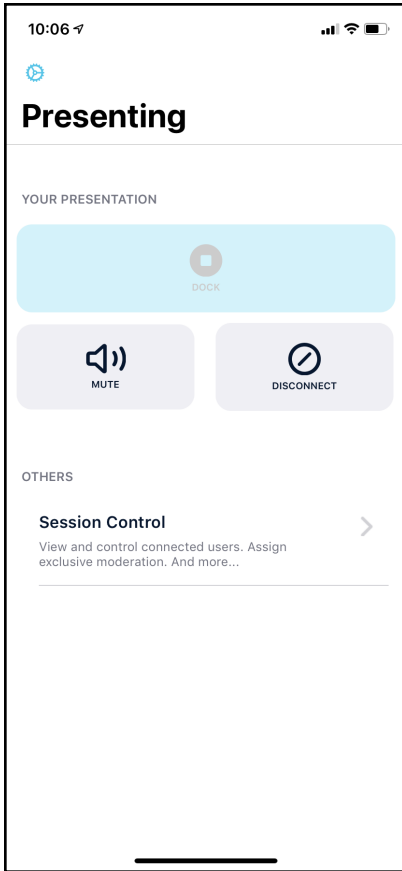 10:06
Presenting
YOUR PRESENTATION
DOCK
MUTE
DISCONNECT
OTHERS
Session Control
View and control connected users. Assign
exclusive moderation. And more...